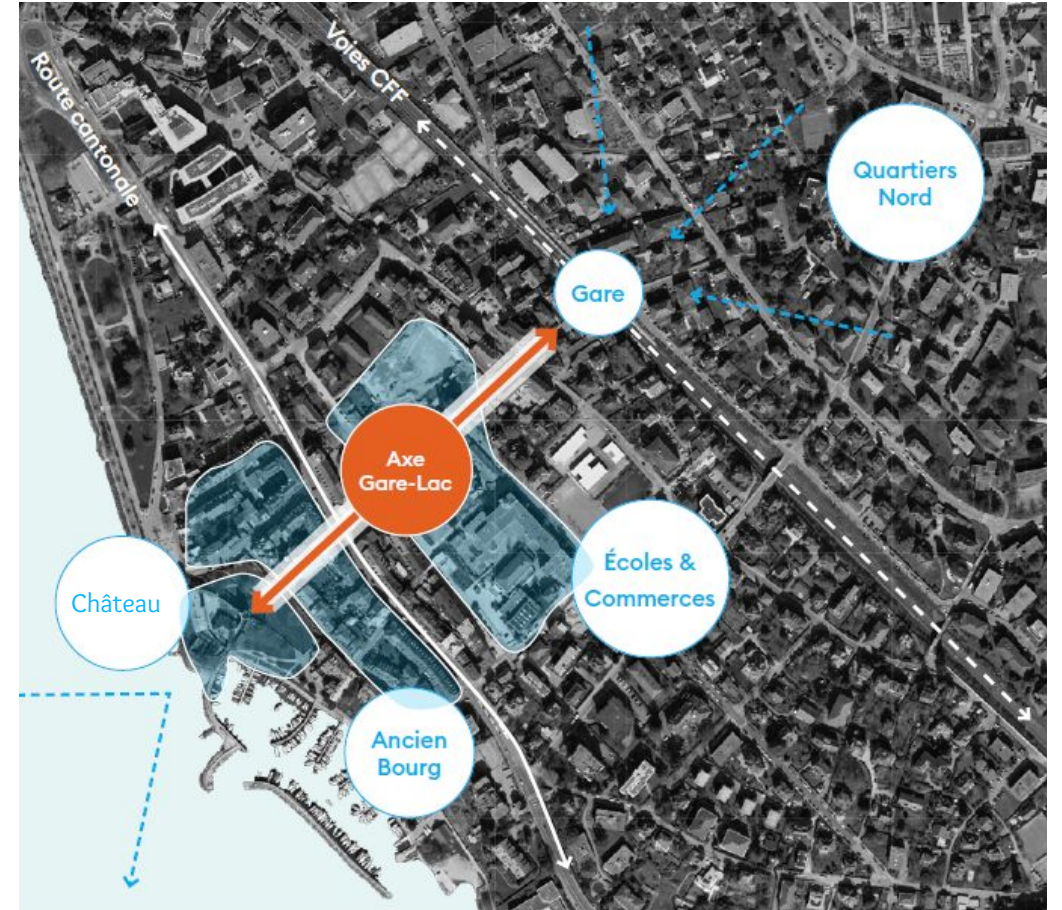 Route cantonale
Voies CFF
Quartiers
Nord
Gare
Axe
Gare-Lac
Écoles &
Commerces
Château
Ancien
Bourg